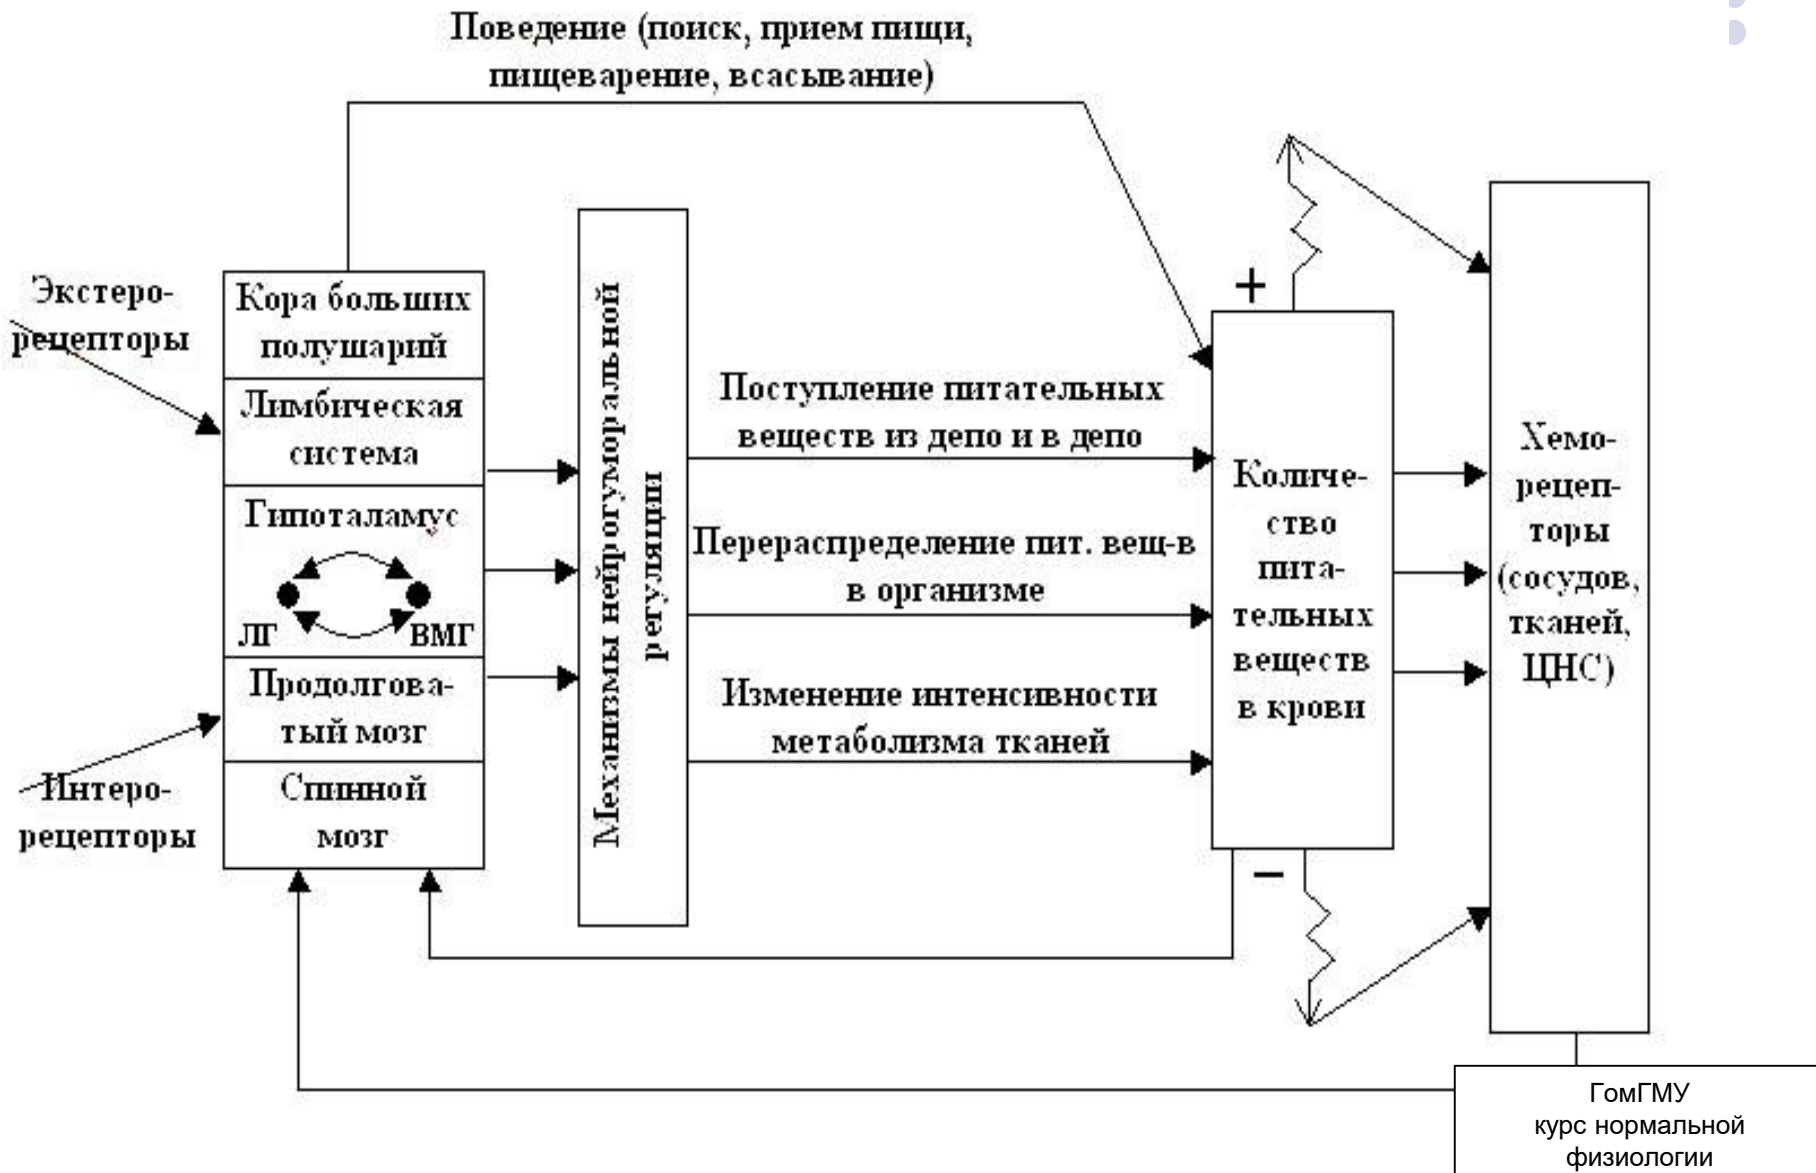 Поведение (поиск, прием пищи,
пищеварение, всасывание)
Экстеро-
рецепторы
Кора больших
полушарий
Лимбическая
система
Гипоталамус
ЛГ
ВМГ
Продолгова-
тый мозг
Спинной
мозг
Интеро-
рецепторы
Механизмы нейрогуморальной
регуляции
Поступление питательных
веществ из депо и в депо
Перераспределение пит. вещ-в
в организме
Изменение интенсивности
метаболизма тканей
+
Количе-
ство
пита-
тельных
веществ
в крови
−
Хемо-
рецеп-
торы
(сосудов,
тканей,
ЦНС)
ГомГМУ
курс нормальной
физиологии